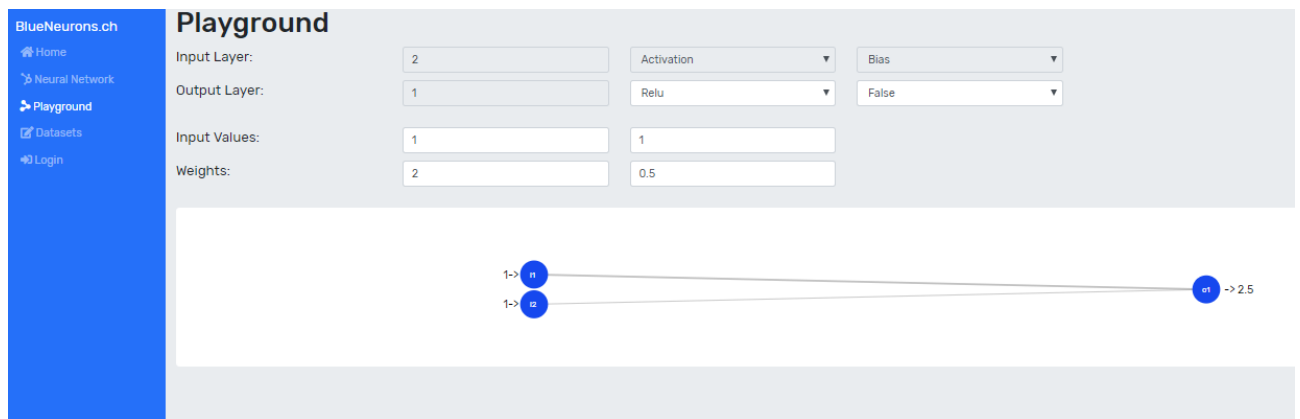 BlueNeurons.ch
Home
Neural Network
Playground
Datasets
Login
Playground
Input Layer: 2 Activation Bias
Output Layer: 1 Relu False
Input Values: 1 1
Weights: 2 0.5
1-> i1
1-> i2
o1 -> 2.5